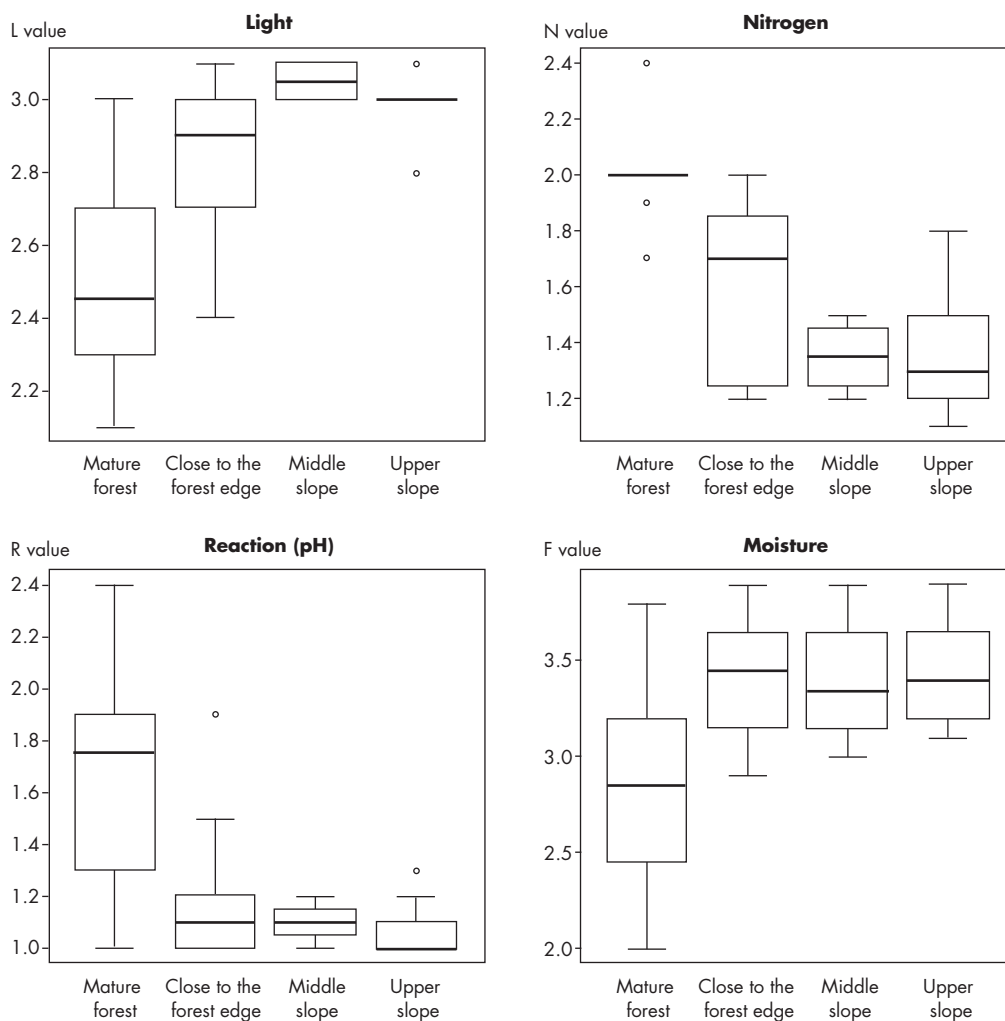 Light
L value
3.0
2.8
2.6
2.4
2.2
Mature
forest
Close to the
forest edge
Middle
slope
Upper
slope
Nitrogen
N value
2.4
2.2
2.0
1.8
1.6
1.4
1.2
Mature
forest
Close to the
forest edge
Middle
slope
Upper
slope
Reaction (pH)
R value
2.4
2.2
2.0
1.8
1.6
1.4
1.2
1.0
Mature
forest
Close to the
forest edge
Middle
slope
Upper
slope
Moisture
F value
3.5
3.0
2.5
2.0
Mature
forest
Close to the
forest edge
Middle
slope
Upper
slope